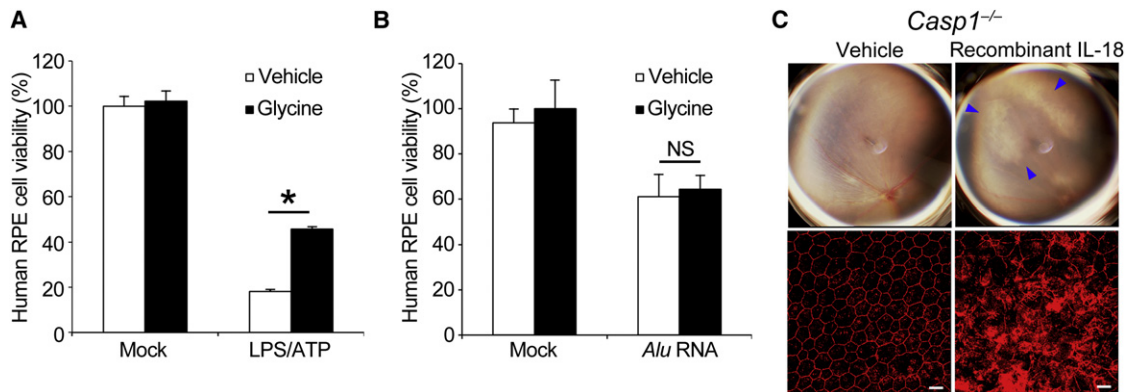 A
Human RPE cell viability (%)
120
100
80
60
40
20
0
Vehicle
Glycine
*
Mock
LPS/ATP
B
Human RPE cell viability (%)
120
100
80
60
40
20
0
Vehicle
Glycine
NS
Mock
Alu RNA
C
Casp1–/–
Vehicle
Recombinant IL-18